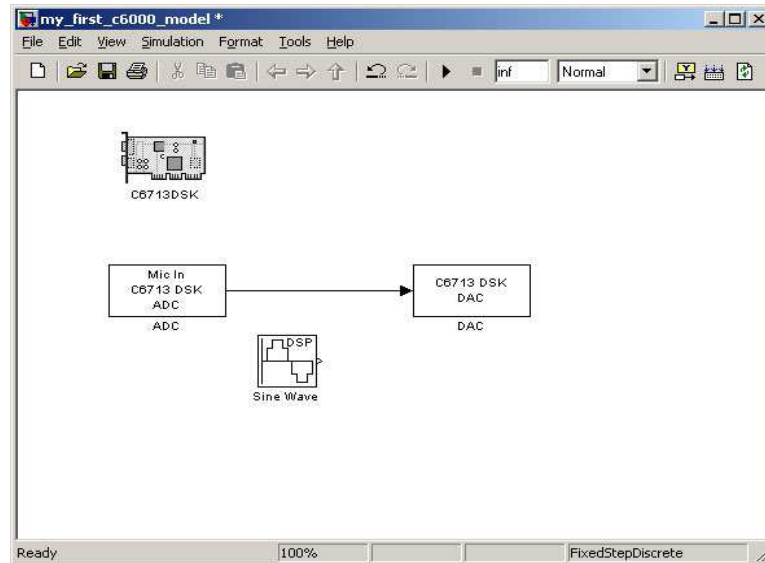 my_first_c6000_model *
File Edit View Simulation Format Tools Help
inf Normal
C6713DSK
Mic In
C6713 DSK
ADC
ADC
C6713 DSK
DAC
DAC
DSP
Sine Wave
Ready 100% FixedStepDiscrete